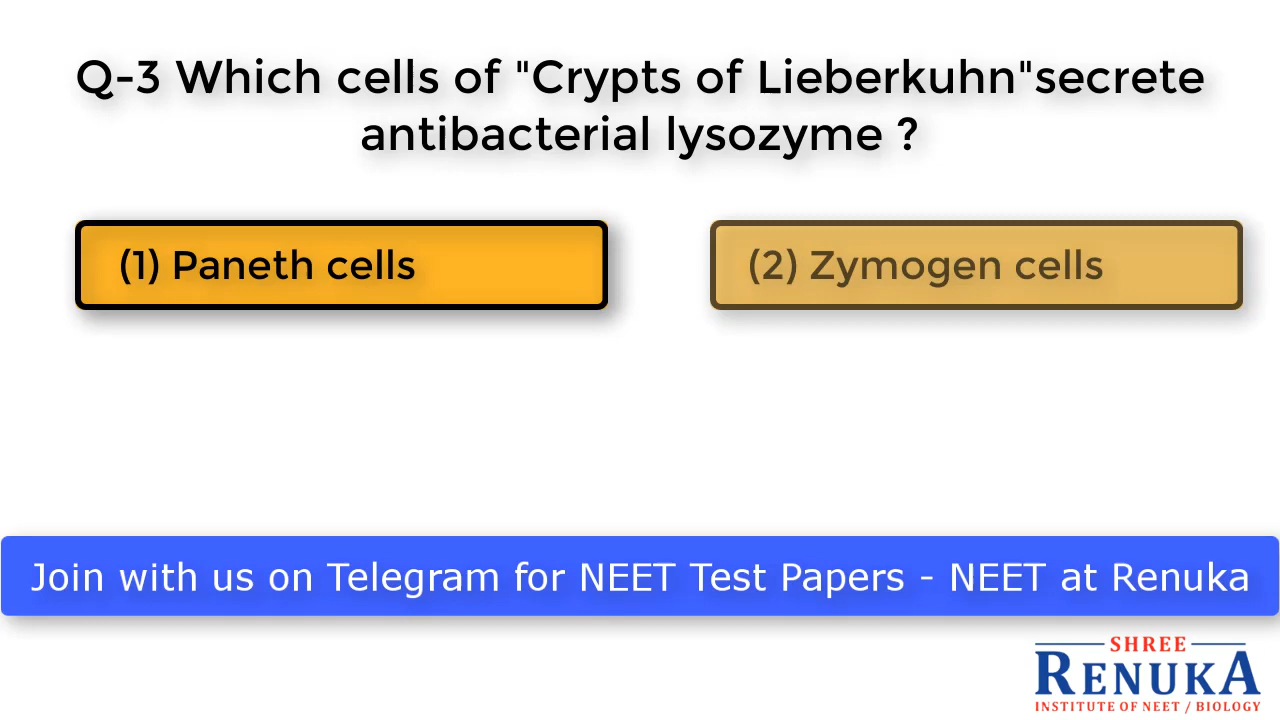 Q-3 Which cells of "Crypts of Lieberkuhn"secrete
antibacterial lysozyme ?
(1) Paneth cells
(2) Zymogen cells
Join with us on Telegram for NEET Test Papers - NEET at Renuka
SHREE
RENUKA
INSTITUTE OF NEET / BIOLOGY